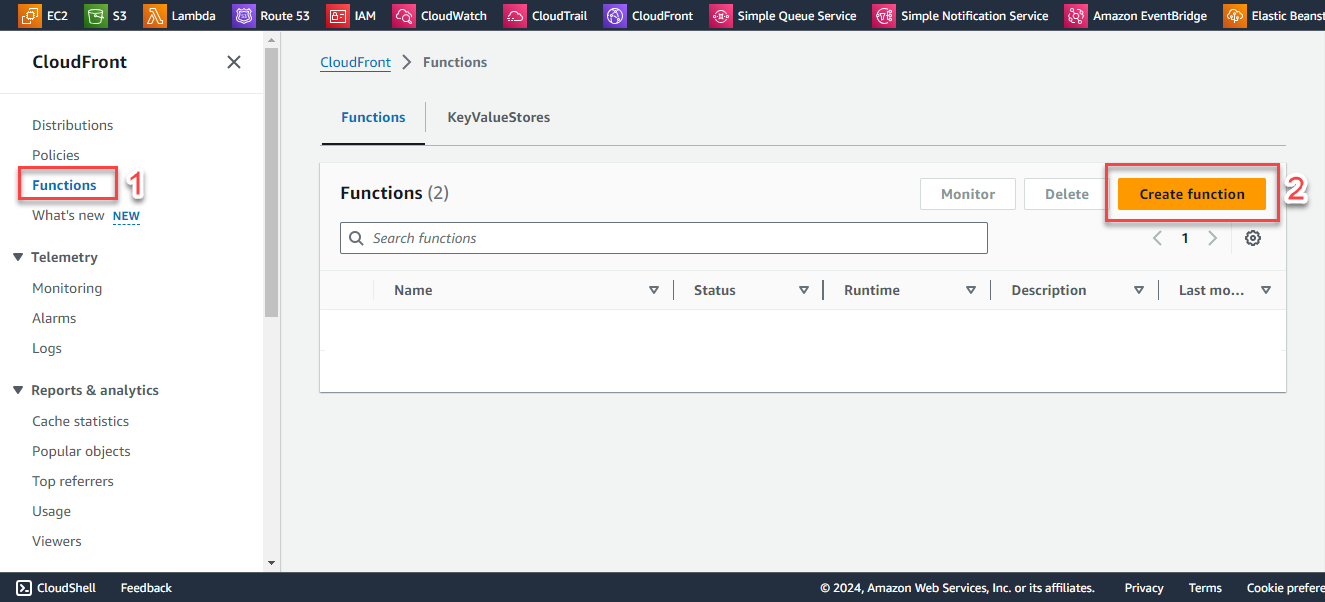 EC2 S3 Lambda Route 53 IAM CloudWatch CloudTrail CloudFront Simple Queue Service Simple Notification Service Amazon EventBridge Elastic Beanst
CloudFront
Distributions
Policies
Functions 1
What's new NEW
Telemetry
Monitoring
Alarms
Logs
Reports & analytics
Cache statistics
Popular objects
Top referrers
Usage
Viewers
CloudFront Functions
Functions KeyValueStores
Functions (2) Monitor Delete Create function 2
Search functions 1
Name Status Runtime Description Last mo...
CloudShell Feedback © 2024, Amazon Web Services, Inc. or its affiliates. Privacy Terms Cookie prefere